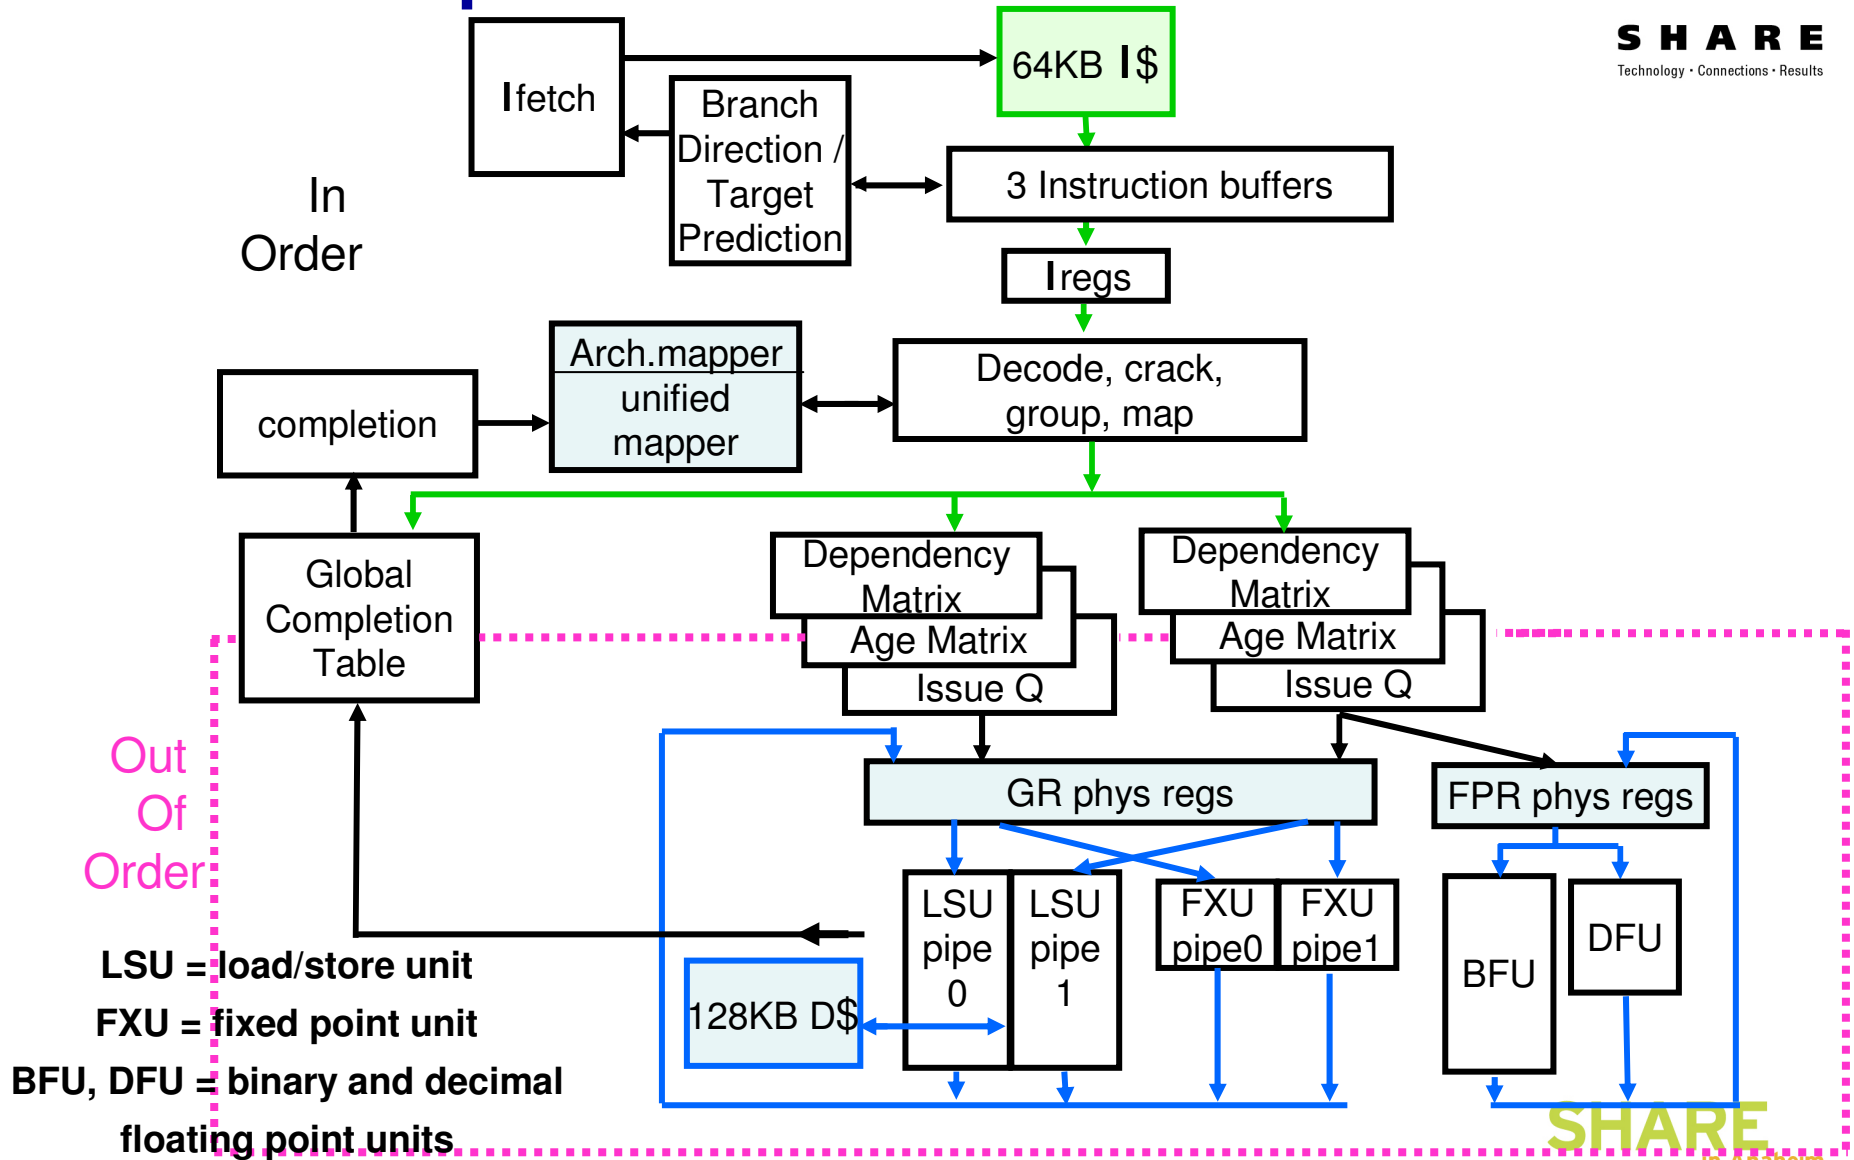 SHARE
Technology · Connections · Results
Ifetch
64KB I$
Branch
Direction /
Target
Prediction
3 Instruction buffers
In
Order
Iregs
Arch.mapper
unified
mapper
Decode, crack,
group, map
completion
Global
Completion
Table
Dependency
Matrix
Age Matrix
Issue Q
Dependency
Matrix
Age Matrix
Issue Q
Out
Of
Order
GR phys regs
FPR phys regs
LSU
pipe
0
LSU
pipe
1
FXU
pipe0
FXU
pipe1
BFU
DFU
128KB D$
LSU = load/store unit
FXU = fixed point unit
BFU, DFU = binary and decimal
floating point units
SHARE
in Anaheim